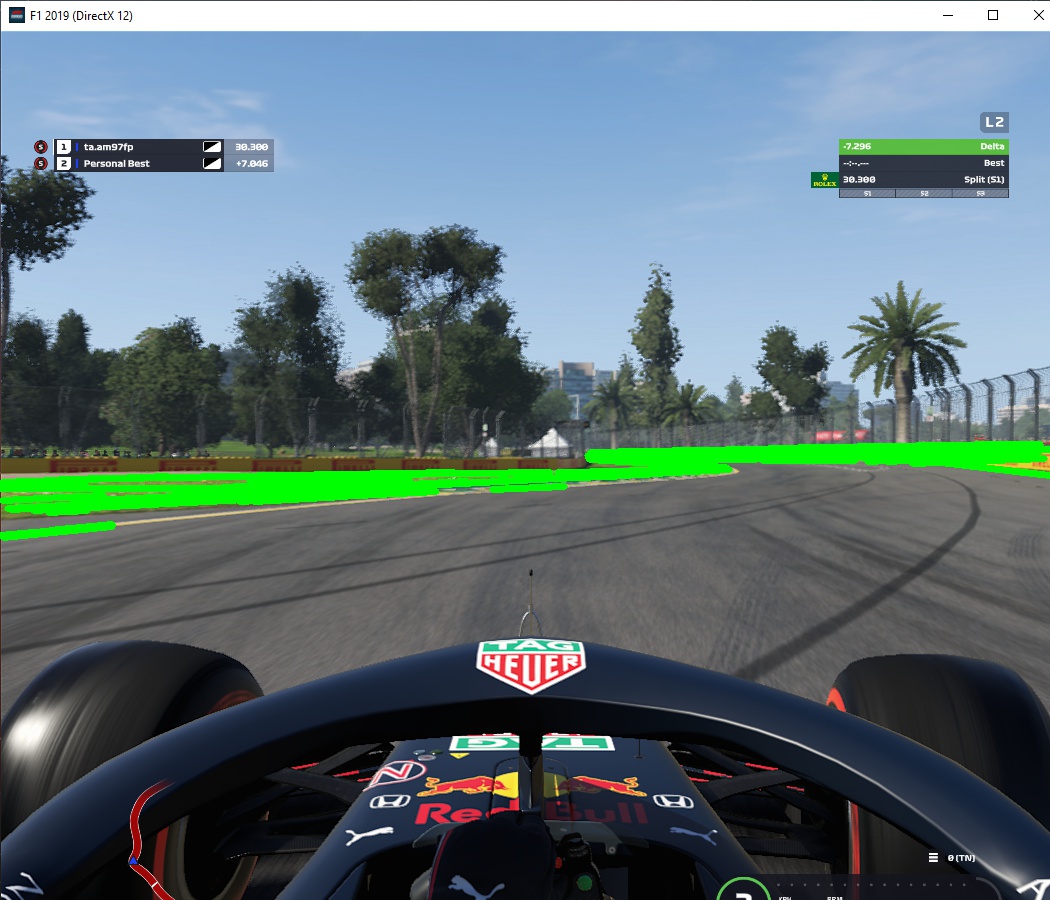 F1 2019 (DirectX 12)
L2
S 1 ta.am97fp 30.300
S 2 Personal Best +7.046
-7.296 Delta
--:--.--- Best
ROLEX 30.300 Split (S1)
S1 S2 S3
TAG
HEUER
TAG
Red Bull
0 (TN)